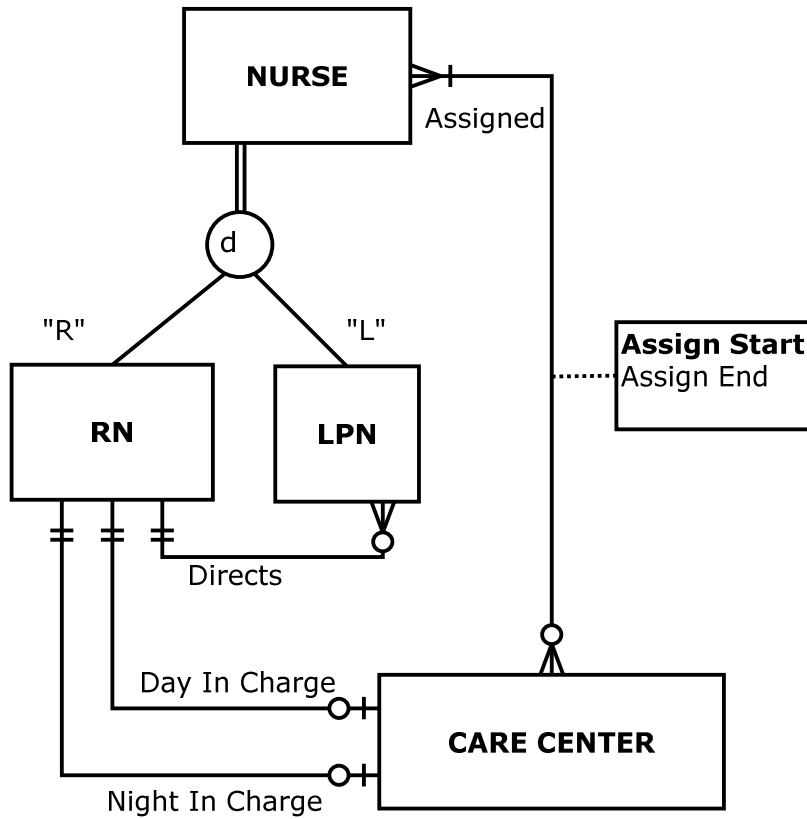 NURSE
Assigned
d
"R"
"L"
Assign Start
Assign End
RN
LPN
Directs
Day In Charge
CARE CENTER
Night In Charge